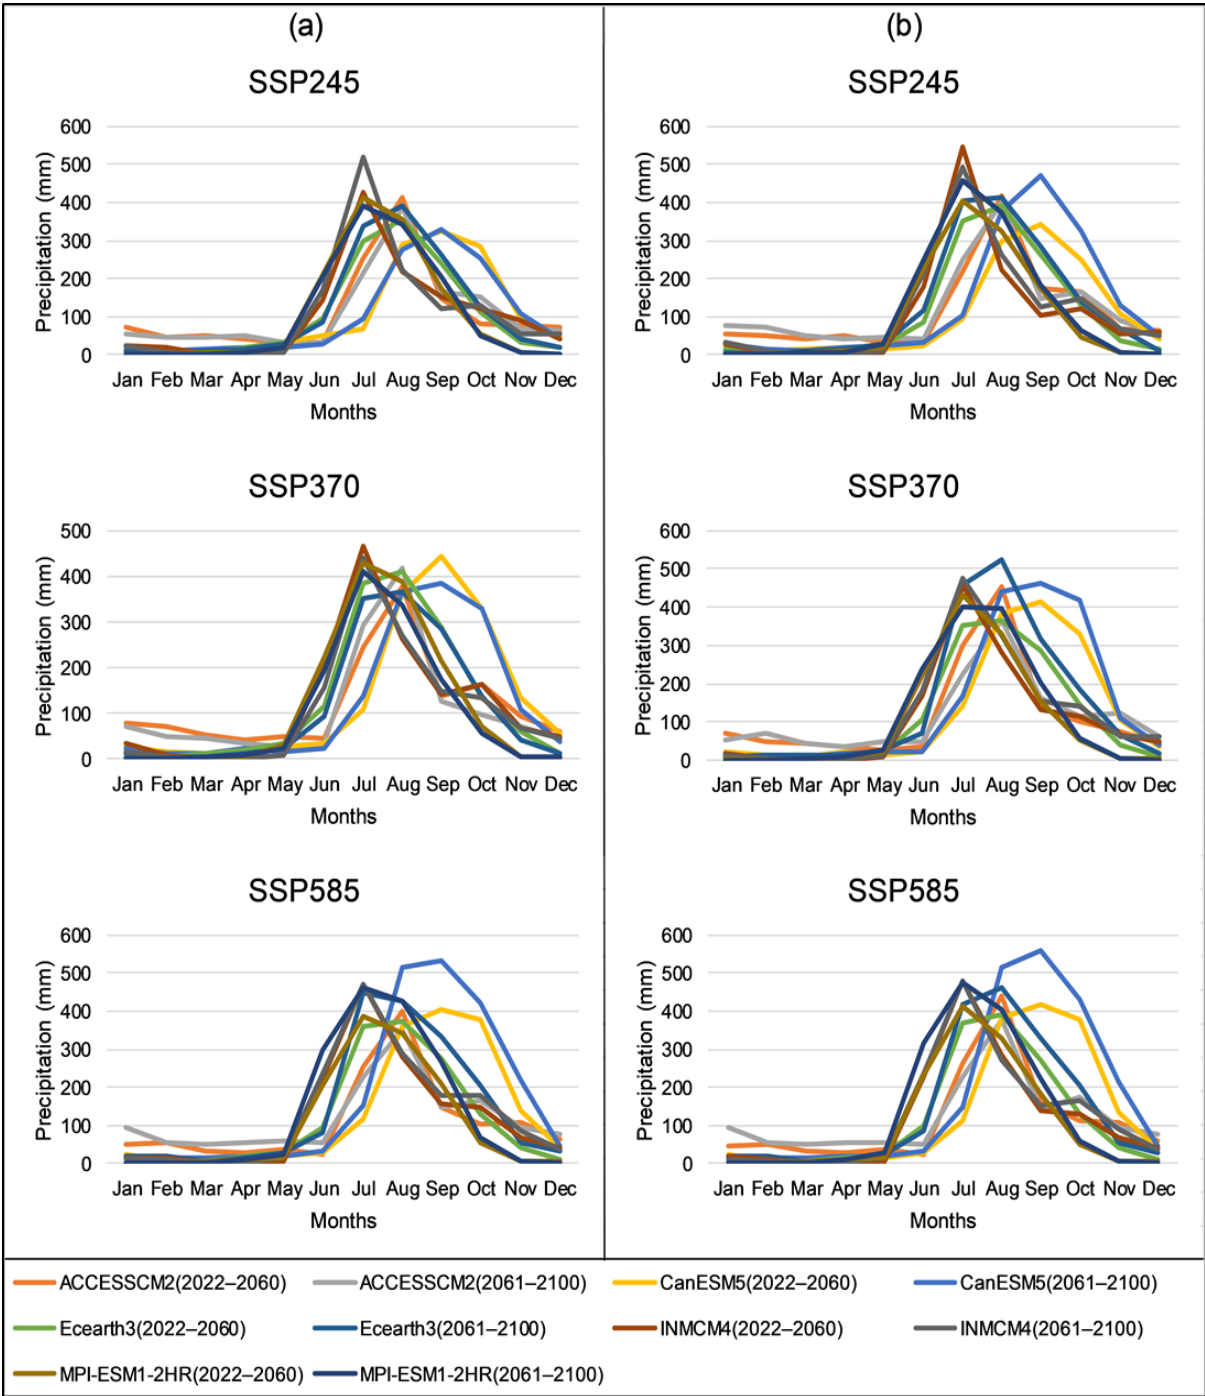 (a)
(b)
SSP245
SSP245
Precipitation (mm)
600
500
400
300
200
100
0
Jan Feb Mar Apr May Jun Jul Aug Sep Oct Nov Dec
Months
Precipitation (mm)
600
500
400
300
200
100
0
Jan Feb Mar Apr May Jun Jul Aug Sep Oct Nov Dec
Months
SSP370
SSP370
Precipitation (mm)
500
400
300
200
100
0
Jan Feb Mar Apr May Jun Jul Aug Sep Oct Nov Dec
Months
Precipitation (mm)
600
500
400
300
200
100
0
Jan Feb Mar Apr May Jun Jul Aug Sep Oct Nov Dec
Months
SSP585
SSP585
Precipitation (mm)
600
500
400
300
200
100
0
Jan Feb Mar Apr May Jun Jul Aug Sep Oct Nov Dec
Months
Precipitation (mm)
600
500
400
300
200
100
0
Jan Feb Mar Apr May Jun Jul Aug Sep Oct Nov Dec
Months
ACCESSCM2(2022–2060) ACCESSCM2(2061–2100) CanESM5(2022–2060) CanESM5(2061–2100)
Ecearth3(2022–2060) Ecearth3(2061–2100) INMCM4(2022–2060) INMCM4(2061–2100)
MPI-ESM1-2HR(2022–2060) MPI-ESM1-2HR(2061–2100)